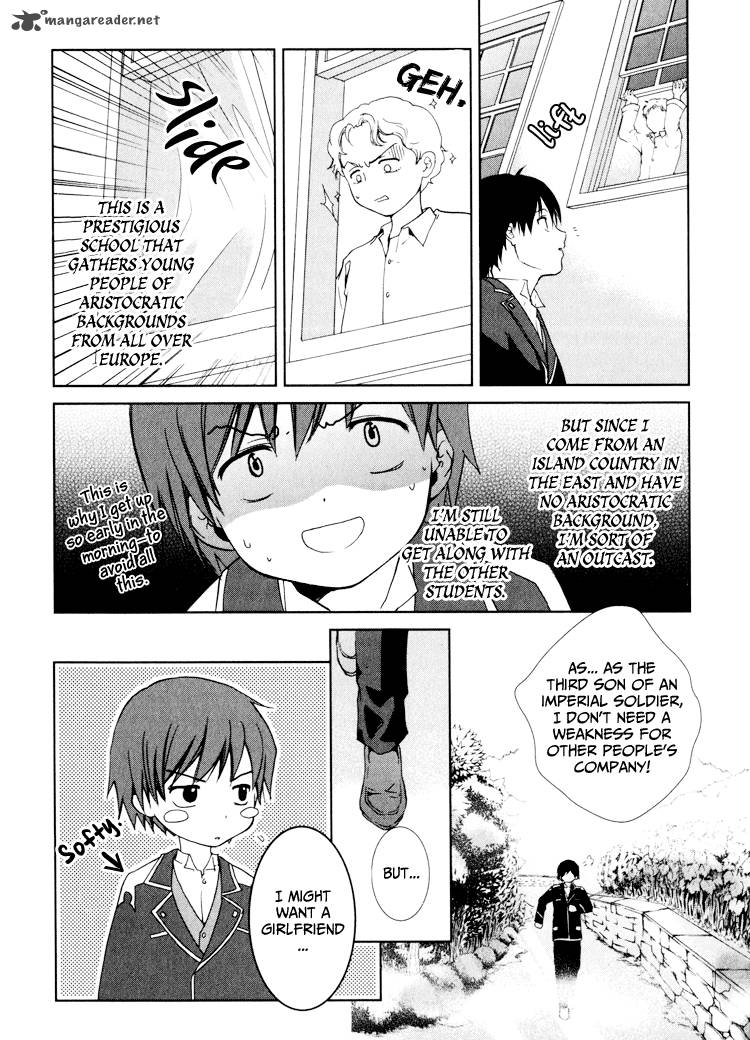 mangareader.net
lift
GEH.
Slide
THIS IS A
PRESTIGIOUS
SCHOOL THAT
GATHERS YOUNG
PEOPLE OF
ARISTOCRATIC
BACKGROUNDS
FROM ALL OVER
EUROPE.
BUT SINCE I
COME FROM AN
ISLAND COUNTRY IN
THE EAST AND HAVE
NO ARISTOCRATIC
BACKGROUND,
I'M SORT OF
AN OUTCAST.
I'M STILL
UNABLE TO
GET ALONG WITH
THE OTHER
STUDENTS.
This is
why I get up
so early in the
morning-to
avoid all
this.
AS... AS THE
THIRD SON OF AN
IMPERIAL SOLDIER,
I DON'T NEED A
WEAKNESS FOR
OTHER PEOPLE'S
COMPANY!
BUT...
Softy.
I MIGHT
WANT A
GIRLFRIEND
...